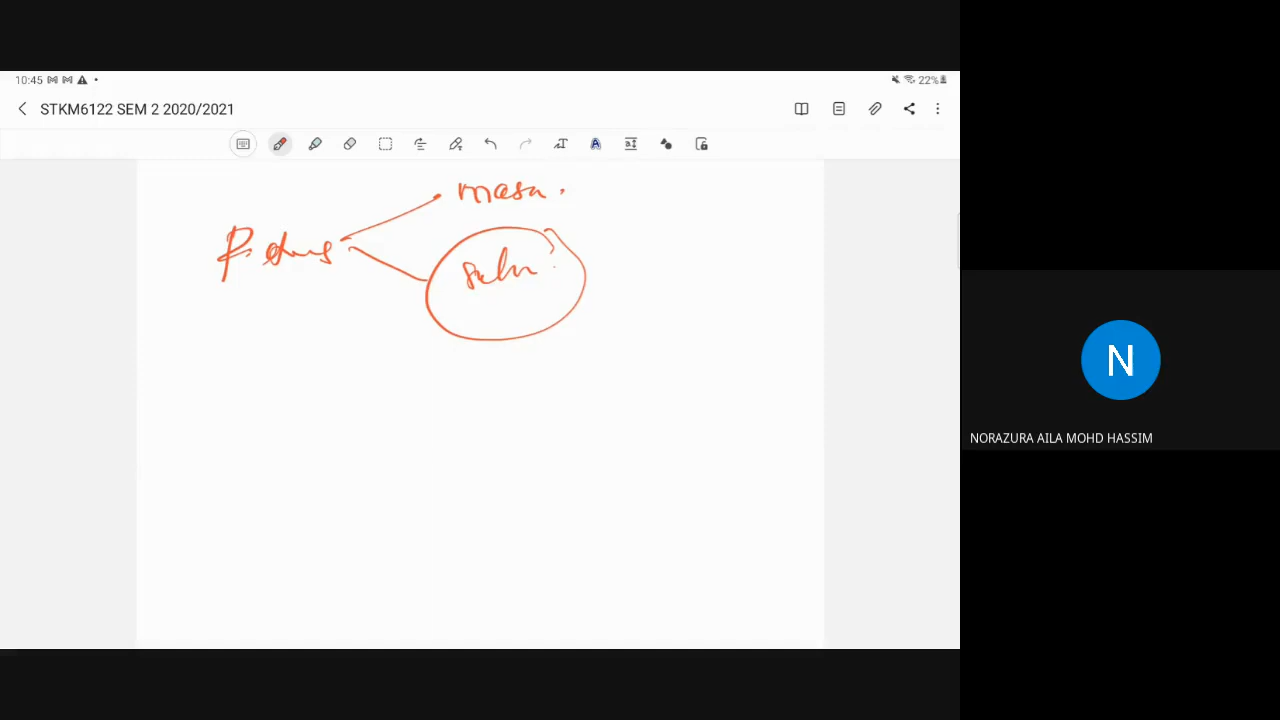 10:45
22%
STKM6122 SEM 2 2020/2021
masa.
N
NORAZURA AILA MOHD HASSIM